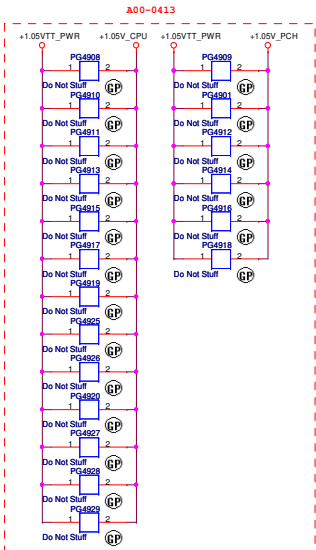 A00-0413
+1.05VTT_PWR +1.05V_CPU +1.05VTT_PWR +1.05V_PCH
PG4908 PG4909
1 2 1 2
Do Not Stuff GP Do Not Stuff GP
PG4910 PG4901
1 2 1 2
Do Not Stuff GP Do Not Stuff GP
PG4911 PG4912
1 2 1 2
Do Not Stuff GP Do Not Stuff GP
PG4913 PG4914
1 2 1 2
Do Not Stuff GP Do Not Stuff GP
PG4915 PG4916
1 2 1 2
Do Not Stuff GP Do Not Stuff GP
PG4917 PG4918
1 2 1 2
Do Not Stuff GP Do Not Stuff GP
PG4919
1 2
Do Not Stuff GP
PG4925
1 2
Do Not Stuff GP
PG4926
1 2
Do Not Stuff GP
PG4920
1 2
Do Not Stuff GP
PG4927
1 2
Do Not Stuff GP
PG4928
1 2
Do Not Stuff GP
PG4929
1 2
Do Not Stuff GP